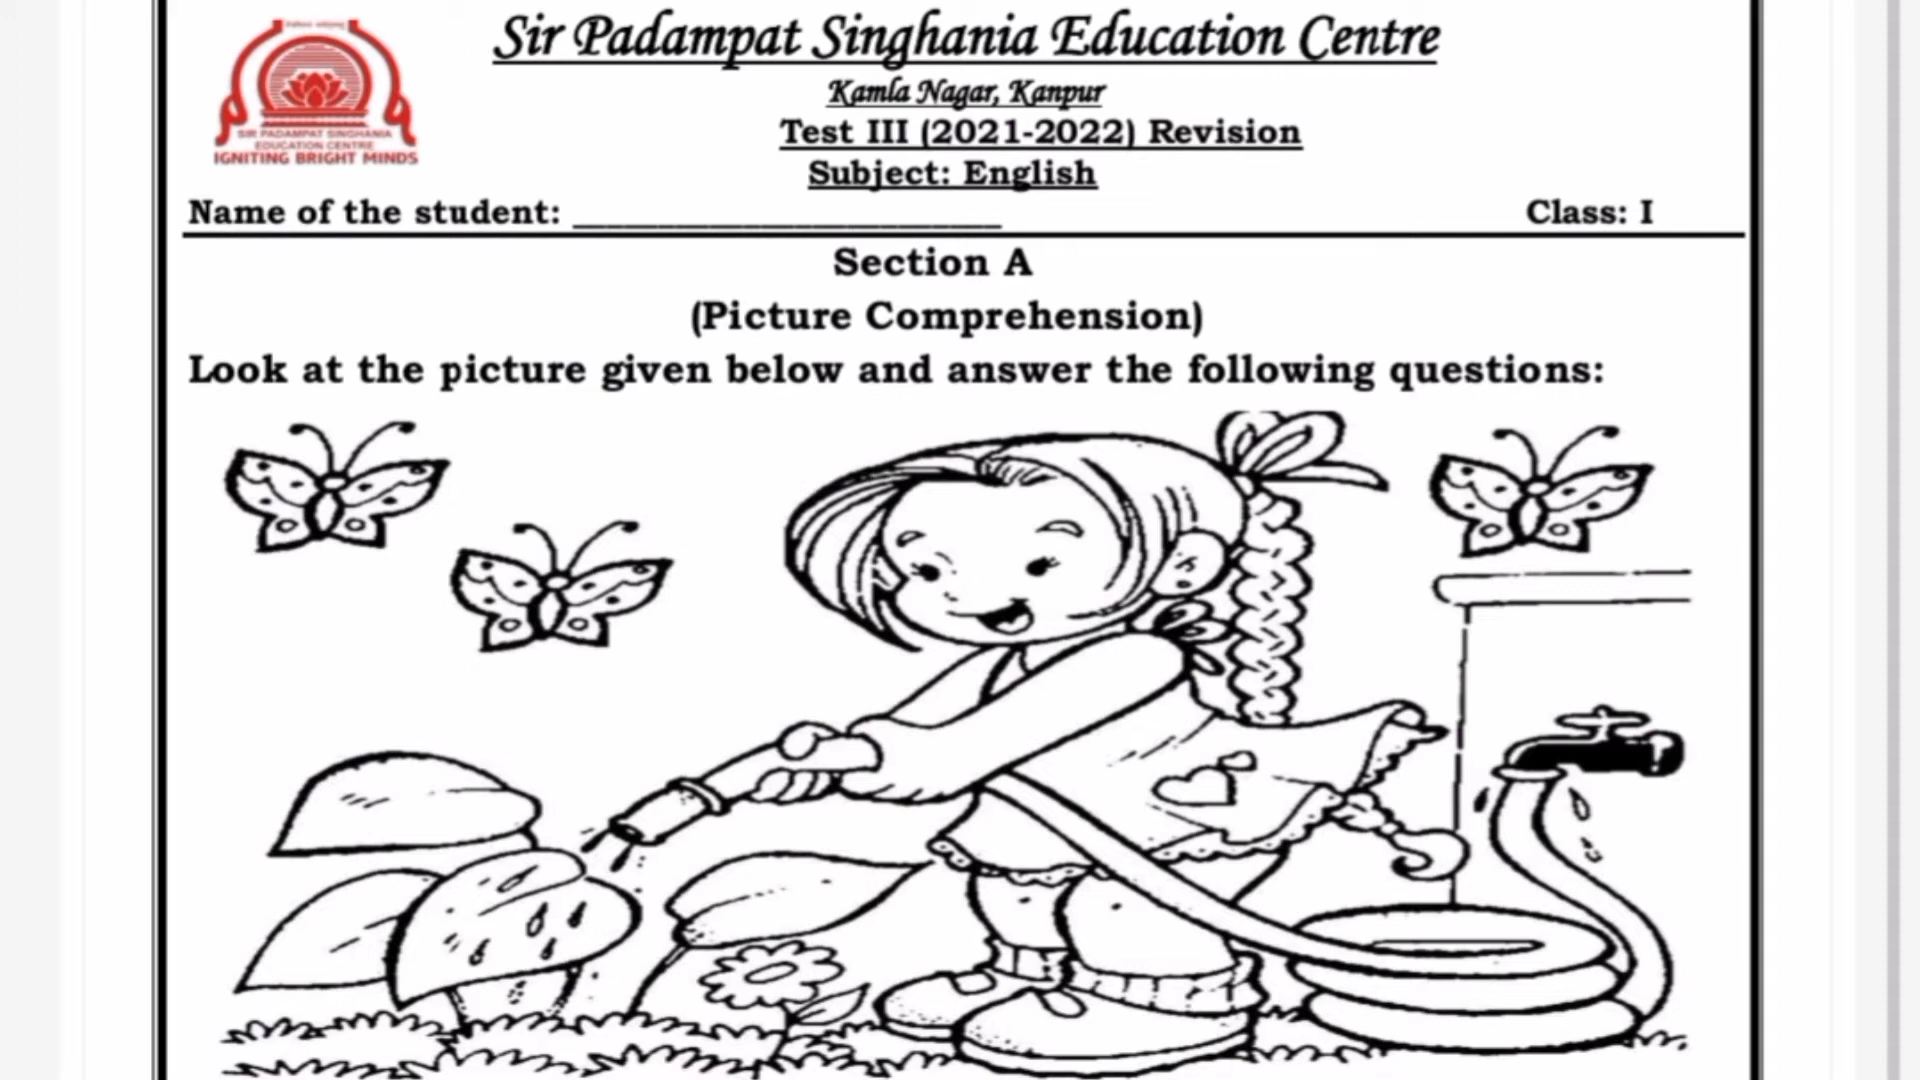 Sir Padampat Singhania Education Centre
Kamla Nagar, Kanpur
Test III (2021-2022) Revision
Subject: English
SIR PADAMPAT SINGHANIA
EDUCATION CENTRE
IGNITING BRIGHT MINDS
Name of the student: _________________________ Class: I
Section A
(Picture Comprehension)
Look at the picture given below and answer the following questions: